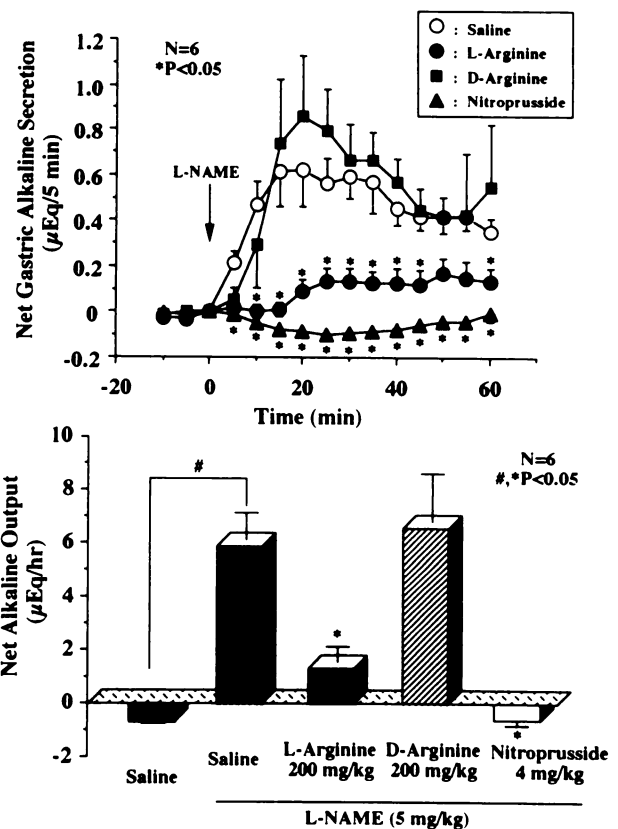 1.2
1.0
0.8
0.6
0.4
0.2
0
-0.2
Net Gastric Alkaline Secretion
(µEq/5 min)
N=6
*P<0.05
L-NAME
: Saline
: L-Arginine
: D-Arginine
: Nitroprusside
* * * * * * * * *
* * * * * * * * * * * *
-20 0 20 40 60
Time (min)
10
8
6
4
2
0
-2
Net Alkaline Output
(µEq/hr)
#
N=6
#,*P<0.05
*
*
Saline
Saline
L-Arginine
200 mg/kg
D-Arginine
200 mg/kg
Nitroprusside
4 mg/kg
L-NAME (5 mg/kg)